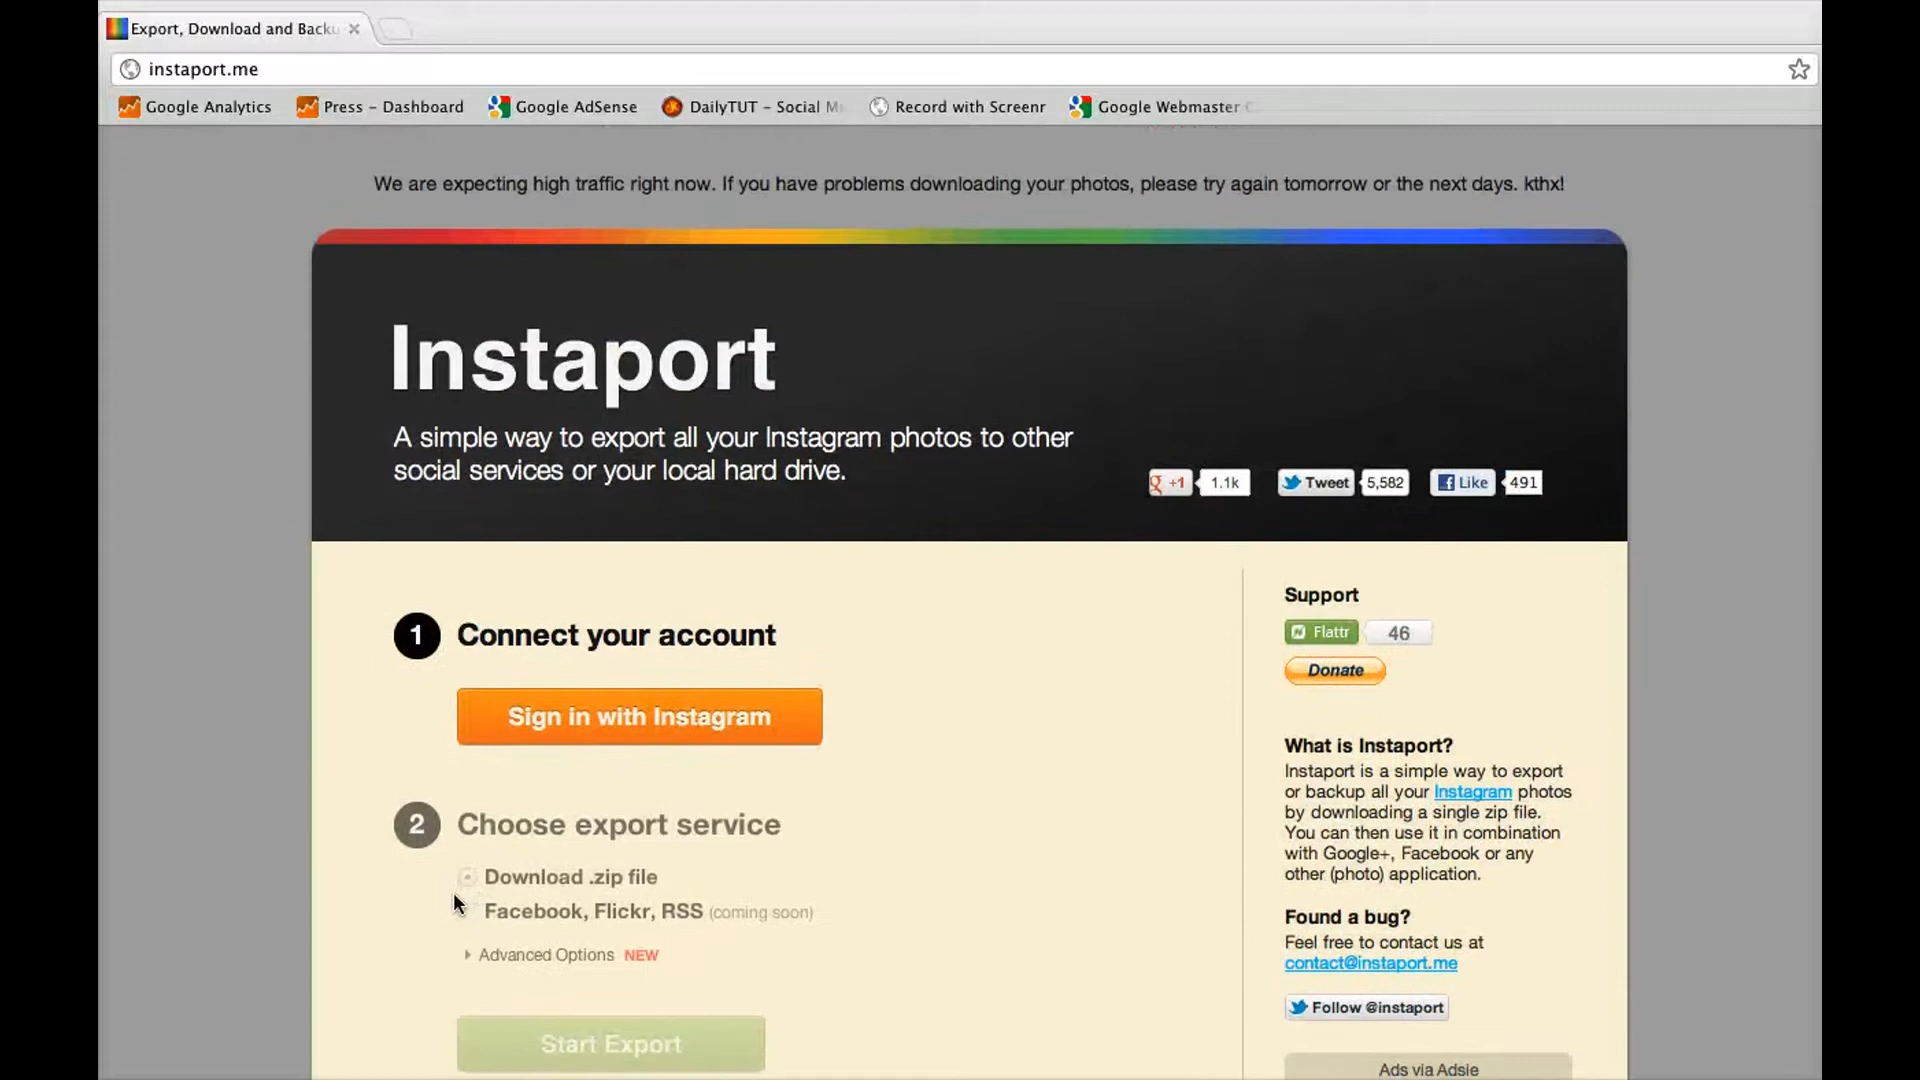 Export, Download and Backu
instaport.me
Google Analytics
Press – Dashboard
Google AdSense
DailyTUT – Social M
Record with Screenr
Google Webmaster C
We are expecting high traffic right now. If you have problems downloading your photos, please try again tomorrow or the next days. kthx!
Instaport
A simple way to export all your Instagram photos to other
social services or your local hard drive.
+1
1.1k
Tweet
5,582
Like
491
1
Connect your account
Sign in with Instagram
2
Choose export service
Download .zip file
Facebook, Flickr, RSS (coming soon)
Advanced Options NEW
Start Export
Support
Flattr
46
Donate
What is Instaport?
Instaport is a simple way to export
or backup all your Instagram photos
by downloading a single zip file.
You can then use it in combination
with Google+, Facebook or any
other (photo) application.
Found a bug?
Feel free to contact us at
contact@instaport.me
Follow @instaport
Ads via Adsie